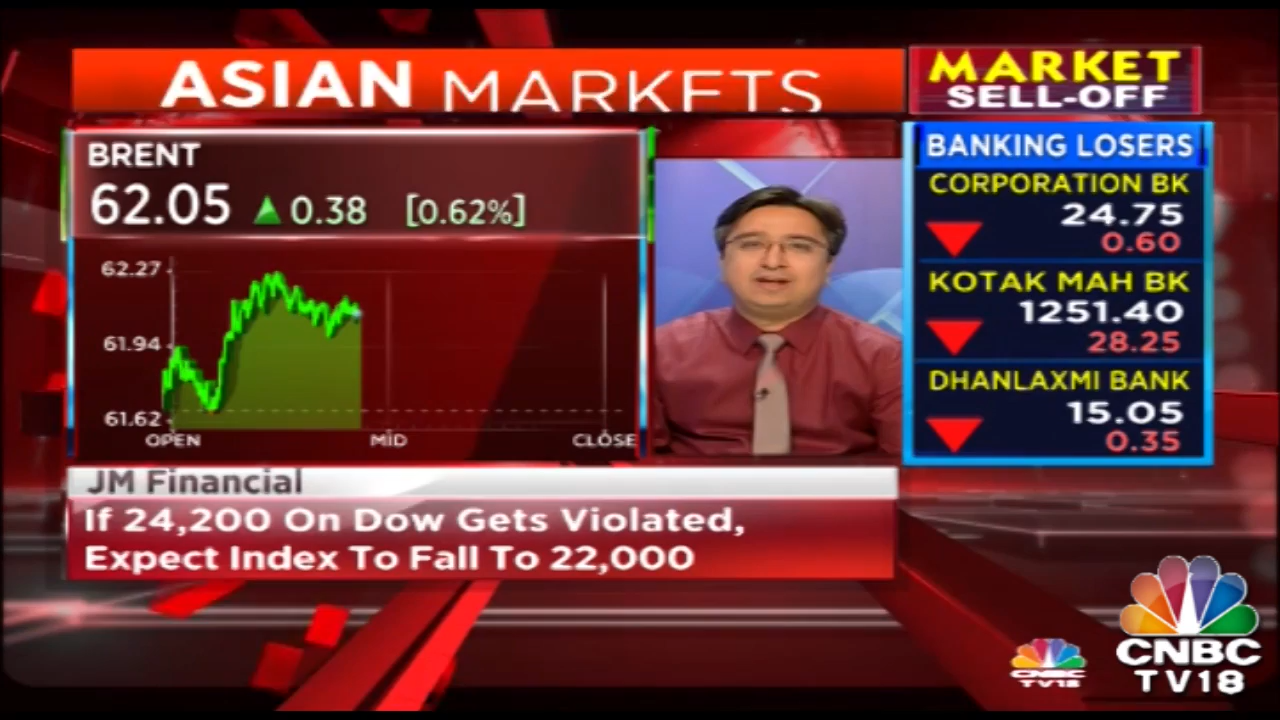 ASIAN MARKETS
MARKET
SELL-OFF
BRENT
62.05 ▲ 0.38 [0.62%]
62.27
61.94
61.62
OPEN MID CLOSE
BANKING LOSERS
CORPORATION BK
24.75
0.60
KOTAK MAH BK
1251.40
28.25
DHANLAXMI BANK
15.05
0.35
JM Financial
If 24,200 On Dow Gets Violated,
Expect Index To Fall To 22,000
CNBC
TV18
CNBC
TV18